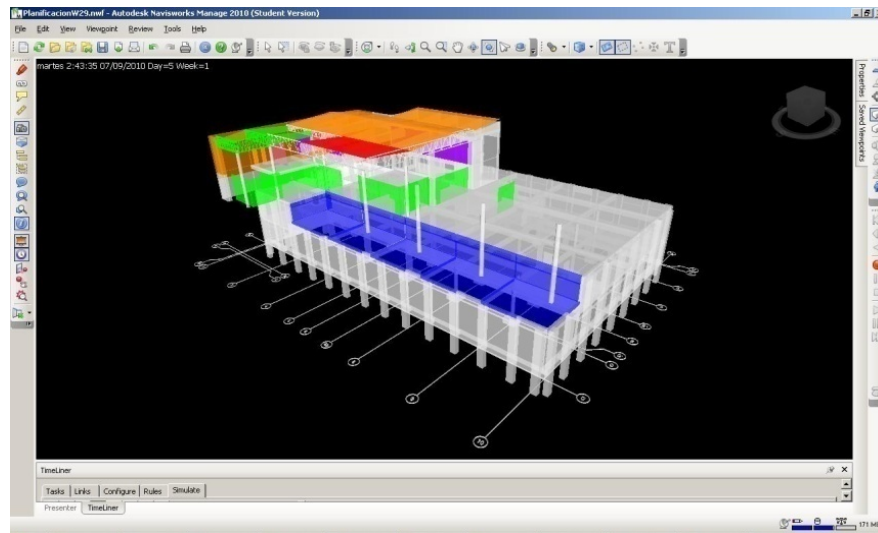 PlanificacionW29.nwf - Autodesk Navisworks Manage 2010 (Student Version)
File Edit View Viewpoint Review Tools Help
martes 2:43:35 07/09/2010 Day=5 Week=1
Properties
Saved Viewpoints
TimeLiner
Tasks Links Configure Rules Simulate
Presenter TimeLiner